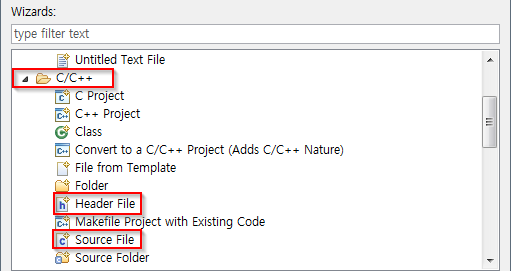 Wizards:
type filter text
Untitled Text File
C/C++
C Project
C++ Project
Class
Convert to a C/C++ Project (Adds C/C++ Nature)
File from Template
Folder
Header File
Makefile Project with Existing Code
Source File
Source Folder